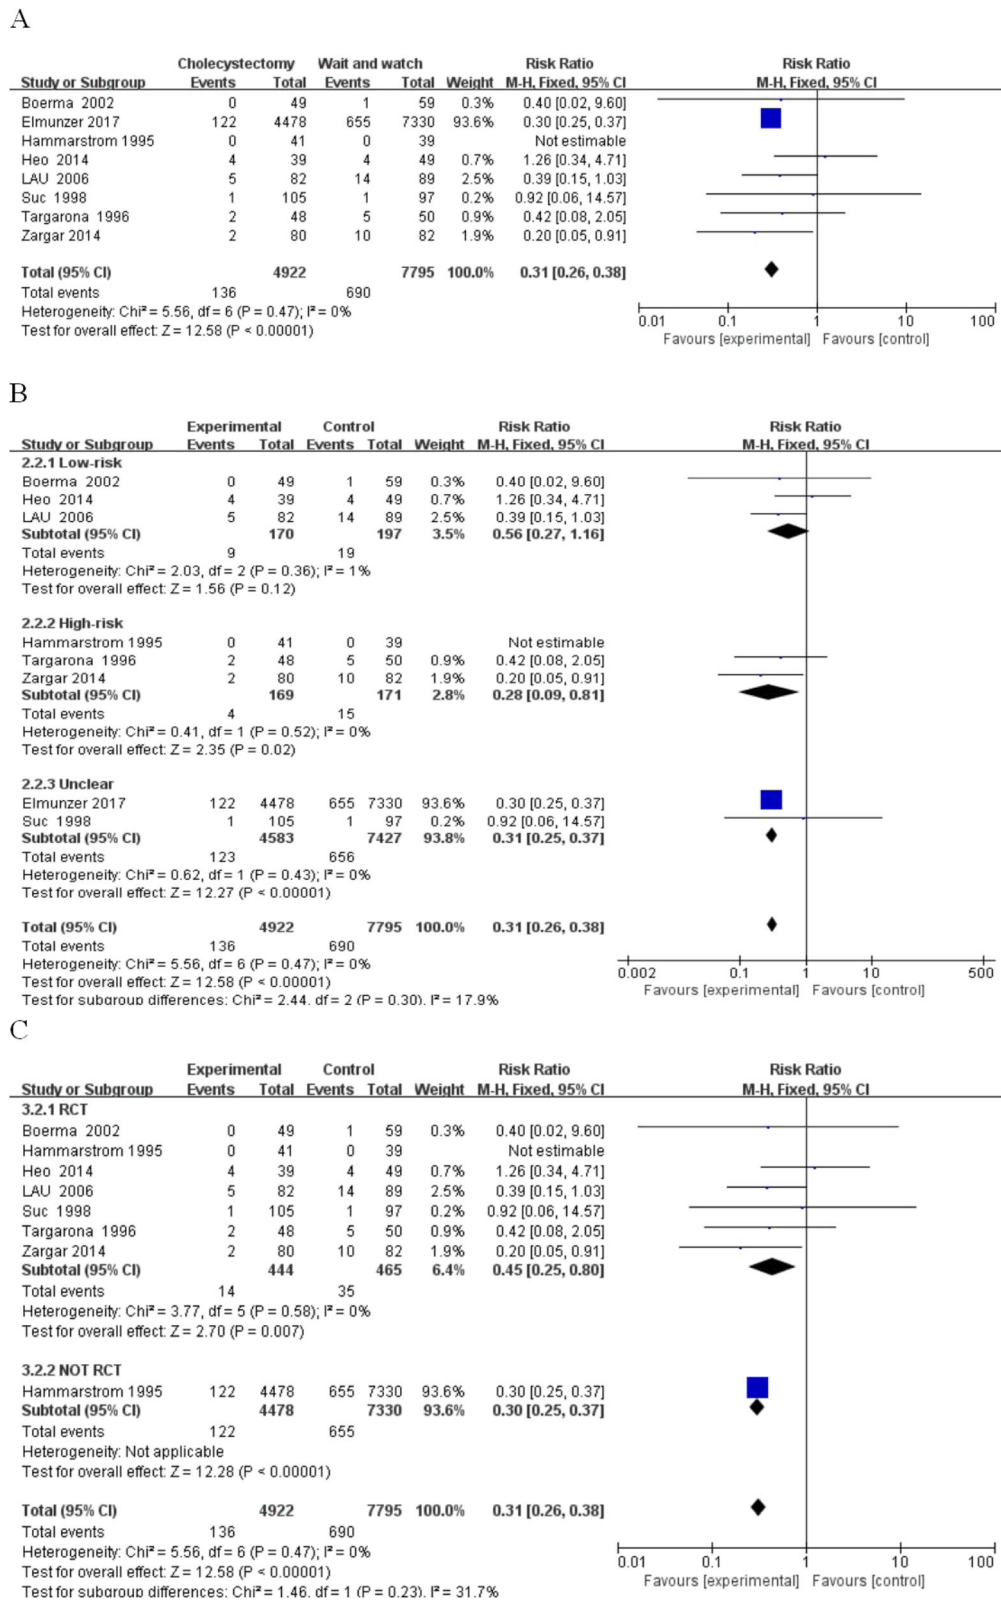 A
Cholecystectomy Wait and watch Risk Ratio Risk Ratio
Study or Subgroup Events Total Events Total Weight M-H, Fixed, 95% CI M-H, Fixed, 95% CI
Boerma 2002 0 49 1 59 0.3% 0.40 [0.02, 9.60]
Elmunzer 2017 122 4478 655 7330 93.6% 0.30 [0.25, 0.37]
Hammarstrom 1995 0 41 0 39 Not estimable
Heo 2014 4 39 4 49 0.7% 1.26 [0.34, 4.71]
LAU 2006 5 82 14 89 2.5% 0.39 [0.15, 1.03]
Suc 1998 1 105 1 97 0.2% 0.92 [0.06, 14.57]
Targarona 1996 2 48 5 50 0.9% 0.42 [0.08, 2.05]
Zargar 2014 2 80 10 82 1.9% 0.20 [0.05, 0.91]
Total (95% CI) 4922 7795 100.0% 0.31 [0.26, 0.38]
Total events 136 690
Heterogeneity: Chi² = 5.56, df = 6 (P = 0.47); I² = 0%
Test for overall effect: Z = 12.58 (P < 0.00001)
0.01 0.1 1 10 100
Favours [experimental] Favours [control]
B
Experimental Control Risk Ratio Risk Ratio
Study or Subgroup Events Total Events Total Weight M-H, Fixed, 95% CI M-H, Fixed, 95% CI
2.2.1 Low-risk
Boerma 2002 0 49 1 59 0.3% 0.40 [0.02, 9.60]
Heo 2014 4 39 4 49 0.7% 1.26 [0.34, 4.71]
LAU 2006 5 82 14 89 2.5% 0.39 [0.15, 1.03]
Subtotal (95% CI) 170 197 3.5% 0.56 [0.27, 1.16]
Total events 9 19
Heterogeneity: Chi² = 2.03, df = 2 (P = 0.36); I² = 1%
Test for overall effect: Z = 1.56 (P = 0.12)
2.2.2 High-risk
Hammarstrom 1995 0 41 0 39 Not estimable
Targarona 1996 2 48 5 50 0.9% 0.42 [0.08, 2.05]
Zargar 2014 2 80 10 82 1.9% 0.20 [0.05, 0.91]
Subtotal (95% CI) 169 171 2.8% 0.28 [0.09, 0.81]
Total events 4 15
Heterogeneity: Chi² = 0.41, df = 1 (P = 0.52); I² = 0%
Test for overall effect: Z = 2.35 (P = 0.02)
2.2.3 Unclear
Elmunzer 2017 122 4478 655 7330 93.6% 0.30 [0.25, 0.37]
Suc 1998 1 105 1 97 0.2% 0.92 [0.06, 14.57]
Subtotal (95% CI) 4583 7427 93.8% 0.31 [0.25, 0.37]
Total events 123 656
Heterogeneity: Chi² = 0.62, df = 1 (P = 0.43); I² = 0%
Test for overall effect: Z = 12.27 (P < 0.00001)
Total (95% CI) 4922 7795 100.0% 0.31 [0.26, 0.38]
Total events 136 690
Heterogeneity: Chi² = 5.56, df = 6 (P = 0.47); I² = 0%
Test for overall effect: Z = 12.58 (P < 0.00001)
Test for subgroup differences: Chi² = 2.44, df = 2 (P = 0.30), I² = 17.9%
0.002 0.1 1 10 500
Favours [experimental] Favours [control]
C
Experimental Control Risk Ratio Risk Ratio
Study or Subgroup Events Total Events Total Weight M-H, Fixed, 95% CI M-H, Fixed, 95% CI
3.2.1 RCT
Boerma 2002 0 49 1 59 0.3% 0.40 [0.02, 9.60]
Hammarstrom 1995 0 41 0 39 Not estimable
Heo 2014 4 39 4 49 0.7% 1.26 [0.34, 4.71]
LAU 2006 5 82 14 89 2.5% 0.39 [0.15, 1.03]
Suc 1998 1 105 1 97 0.2% 0.92 [0.06, 14.57]
Targarona 1996 2 48 5 50 0.9% 0.42 [0.08, 2.05]
Zargar 2014 2 80 10 82 1.9% 0.20 [0.05, 0.91]
Subtotal (95% CI) 444 465 6.4% 0.45 [0.25, 0.80]
Total events 14 35
Heterogeneity: Chi² = 3.77, df = 5 (P = 0.58); I² = 0%
Test for overall effect: Z = 2.70 (P = 0.007)
3.2.2 NOT RCT
Hammarstrom 1995 122 4478 655 7330 93.6% 0.30 [0.25, 0.37]
Subtotal (95% CI) 4478 7330 93.6% 0.30 [0.25, 0.37]
Total events 122 655
Heterogeneity: Not applicable
Test for overall effect: Z = 12.28 (P < 0.00001)
Total (95% CI) 4922 7795 100.0% 0.31 [0.26, 0.38]
Total events 136 690
Heterogeneity: Chi² = 5.56, df = 6 (P = 0.47); I² = 0%
Test for overall effect: Z = 12.58 (P < 0.00001)
Test for subgroup differences: Chi² = 1.46, df = 1 (P = 0.23), I² = 31.7%
0.01 0.1 1 10 100
Favours [experimental] Favours [control]